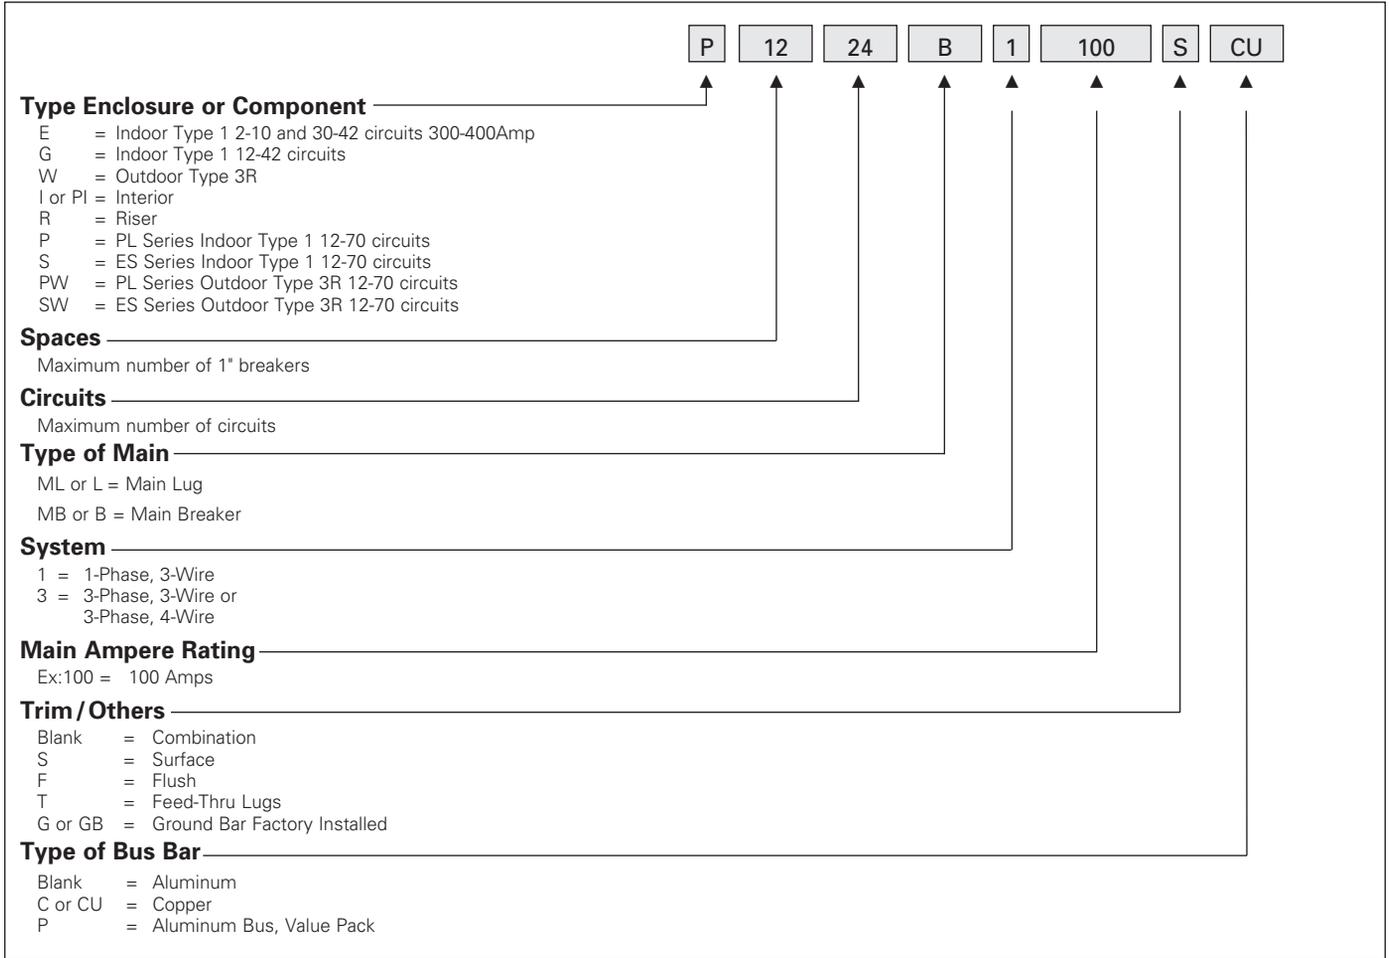 P 12 24 B 1 100 S CU
Type Enclosure or Component
E = Indoor Type 1 2-10 and 30-42 circuits 300-400Amp
G = Indoor Type 1 12-42 circuits
W = Outdoor Type 3R
I or PI = Interior
R = Riser
P = PL Series Indoor Type 1 12-70 circuits
S = ES Series Indoor Type 1 12-70 circuits
PW = PL Series Outdoor Type 3R 12-70 circuits
SW = ES Series Outdoor Type 3R 12-70 circuits
Spaces
Maximum number of 1" breakers
Circuits
Maximum number of circuits
Type of Main
ML or L = Main Lug
MB or B = Main Breaker
System
1 = 1-Phase, 3-Wire
3 = 3-Phase, 3-Wire or
3-Phase, 4-Wire
Main Ampere Rating
Ex:100 = 100 Amps
Trim/Others
Blank = Combination
S = Surface
F = Flush
T = Feed-Thru Lugs
G or GB = Ground Bar Factory Installed
Type of Bus Bar
Blank = Aluminum
C or CU = Copper
P = Aluminum Bus, Value Pack